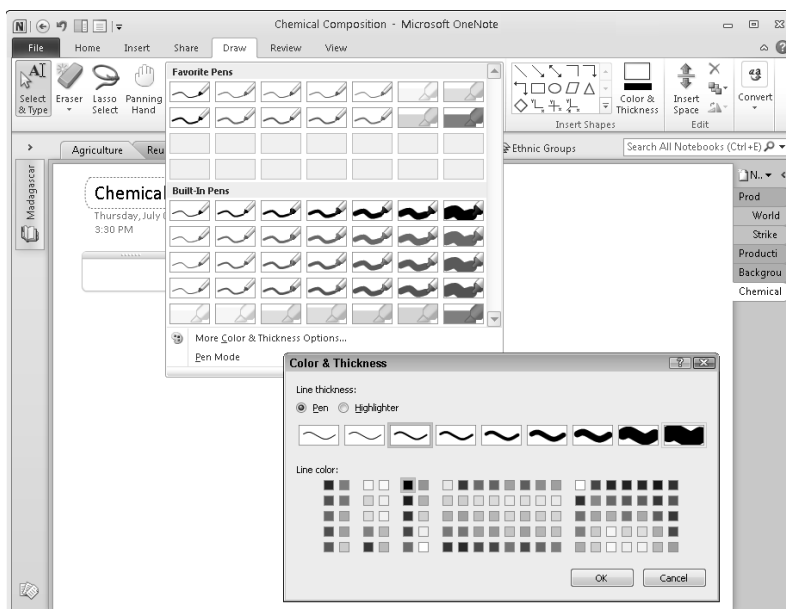 Chemical Composition - Microsoft OneNote
File Home Insert Share Draw Review View
Select & Type
Eraser
Lasso Select
Panning Hand
Favorite Pens
Built-In Pens
More Color & Thickness Options...
Pen Mode
Color & Thickness
Insert Shapes
Insert Space
Edit
Convert
Agriculture
Reu
Ethnic Groups
Search All Notebooks (Ctrl+E)
Madagascar
Chemical
Thursday, July
3:30 PM
N..
Prod
World
Strike
Producti
Backgrou
Chemical
Color & Thickness
Line thickness:
Pen Highlighter
Line color:
OK Cancel